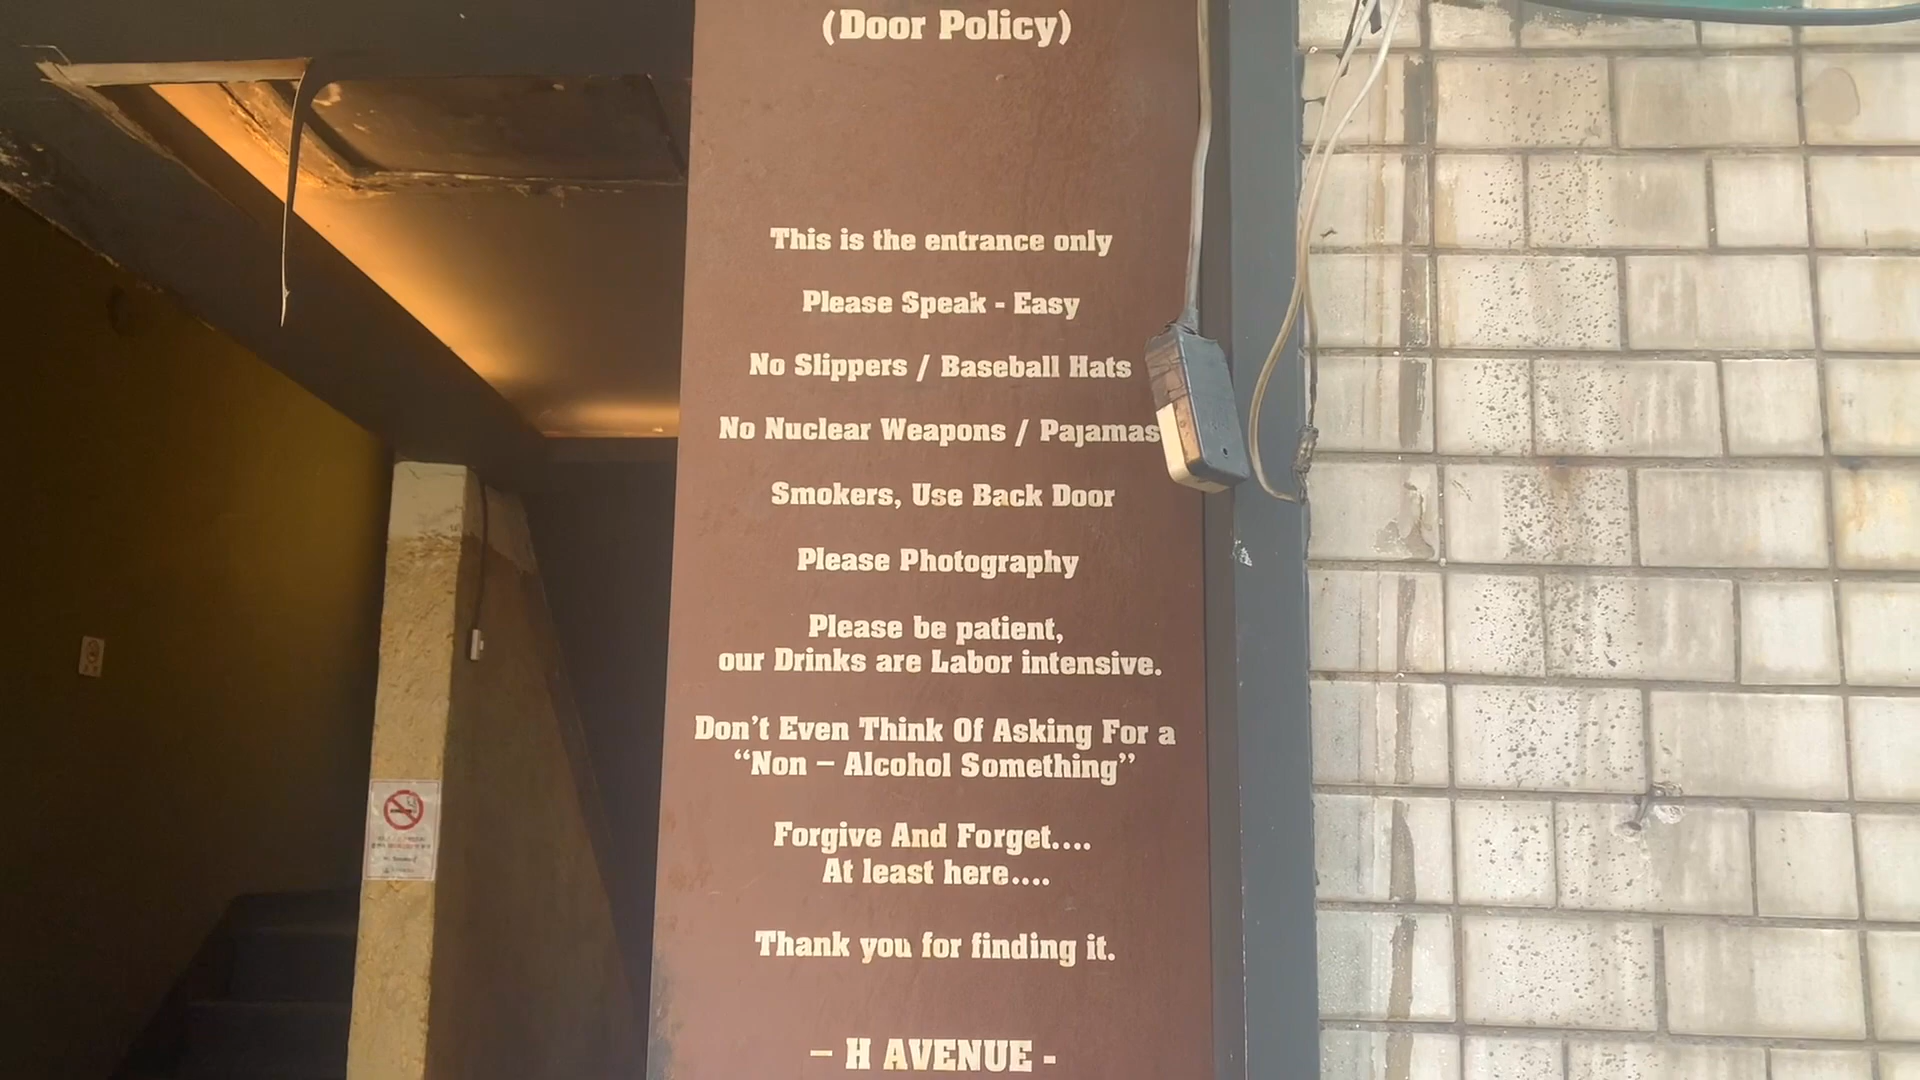 (Door Policy)
This is the entrance only
Please Speak - Easy
No Slippers / Baseball Hats
No Nuclear Weapons / Pajamas
Smokers, Use Back Door
Please Photography
Please be patient,
our Drinks are Labor intensive.
Don't Even Think Of Asking For a
“Non – Alcohol Something”
Forgive And Forget....
At least here....
Thank you for finding it.
– H AVENUE -